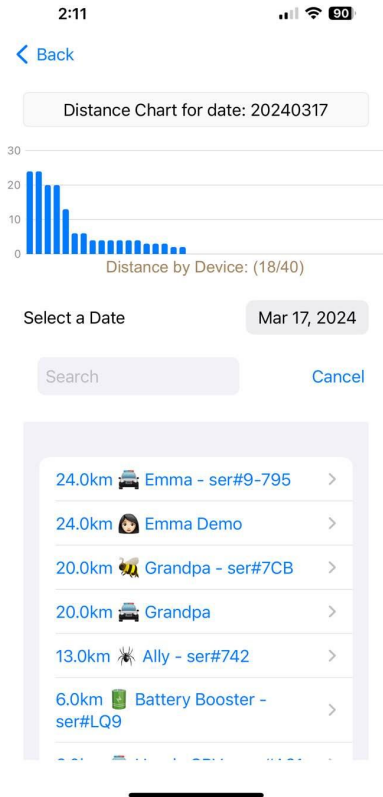 2:11
90
Back
Distance Chart for date: 20240317
30
20
10
0
Distance by Device: (18/40)
Select a Date
Mar 17, 2024
Search
Cancel
24.0km Emma - ser#9-795
24.0km Emma Demo
20.0km Grandpa - ser#7CB
20.0km Grandpa
13.0km Ally - ser#742
6.0km Battery Booster -
ser#LQ9